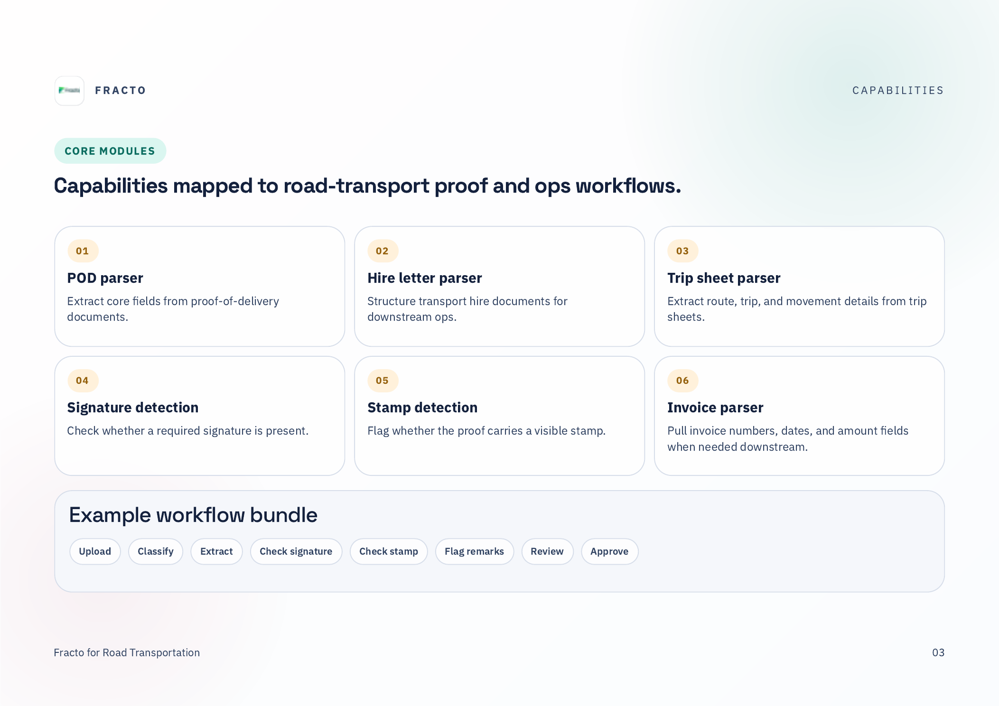 FRACTO
CAPABILITIES
CORE MODULES
Capabilities mapped to road-transport proof and ops workflows.
01
POD parser
Extract core fields from proof-of-delivery
documents.
02
Hire letter parser
Structure transport hire documents for
downstream ops.
03
Trip sheet parser
Extract route, trip, and movement details from trip
sheets.
04
Signature detection
Check whether a required signature is present.
05
Stamp detection
Flag whether the proof carries a visible stamp.
06
Invoice parser
Pull invoice numbers, dates, and amount fields
when needed downstream.
Example workflow bundle
Upload
Classify
Extract
Check signature
Check stamp
Flag remarks
Review
Approve
Fracto for Road Transportation
03